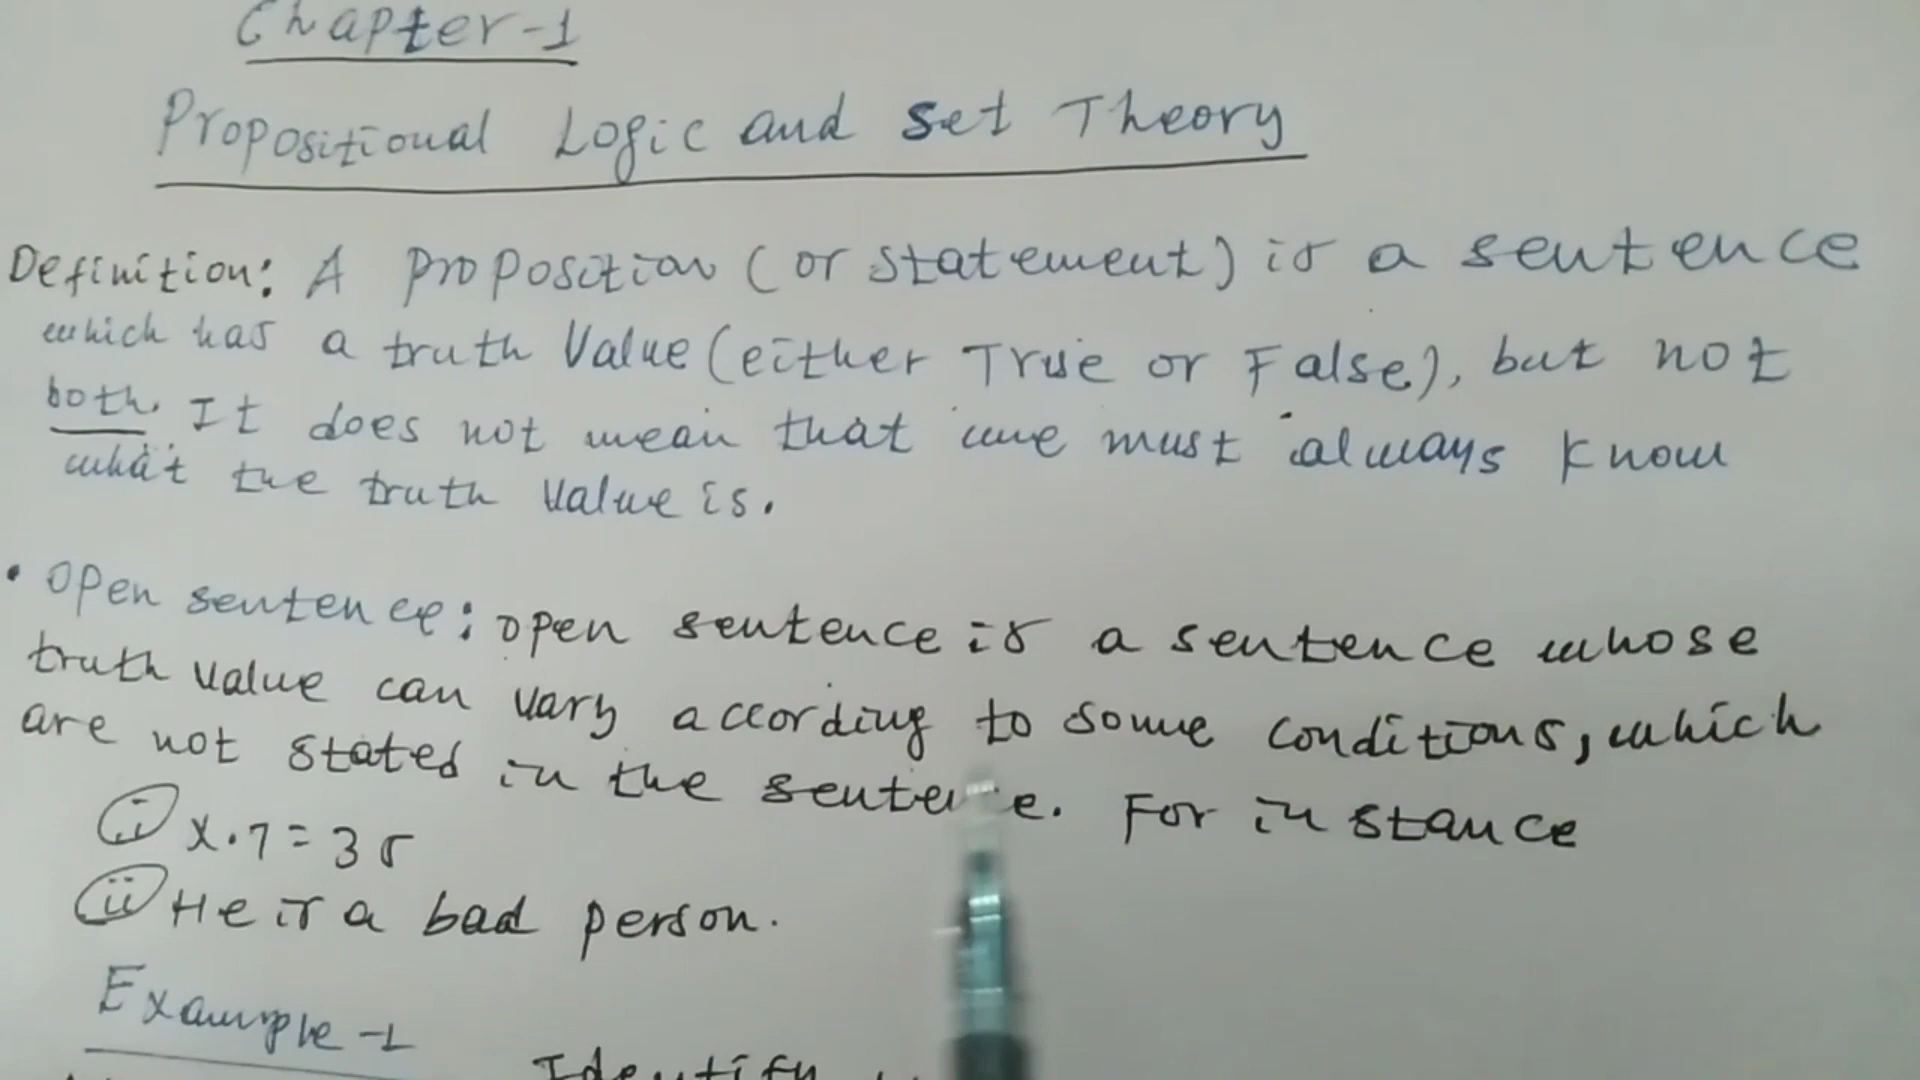 Chapter-1
Propositional Logic and set Theory
Definition: A proposition (or statement) is a sentence
which has a truth Value (either True or False), but not
both. It does not mean that we must always know
what the truth value is.
• Open sentence: open sentence is a sentence whose
truth value can vary according to some conditions, which
are not stated in the sentence. For instance
(i) x.7=35
(ii) He is a bad person.
Example-1
Identify